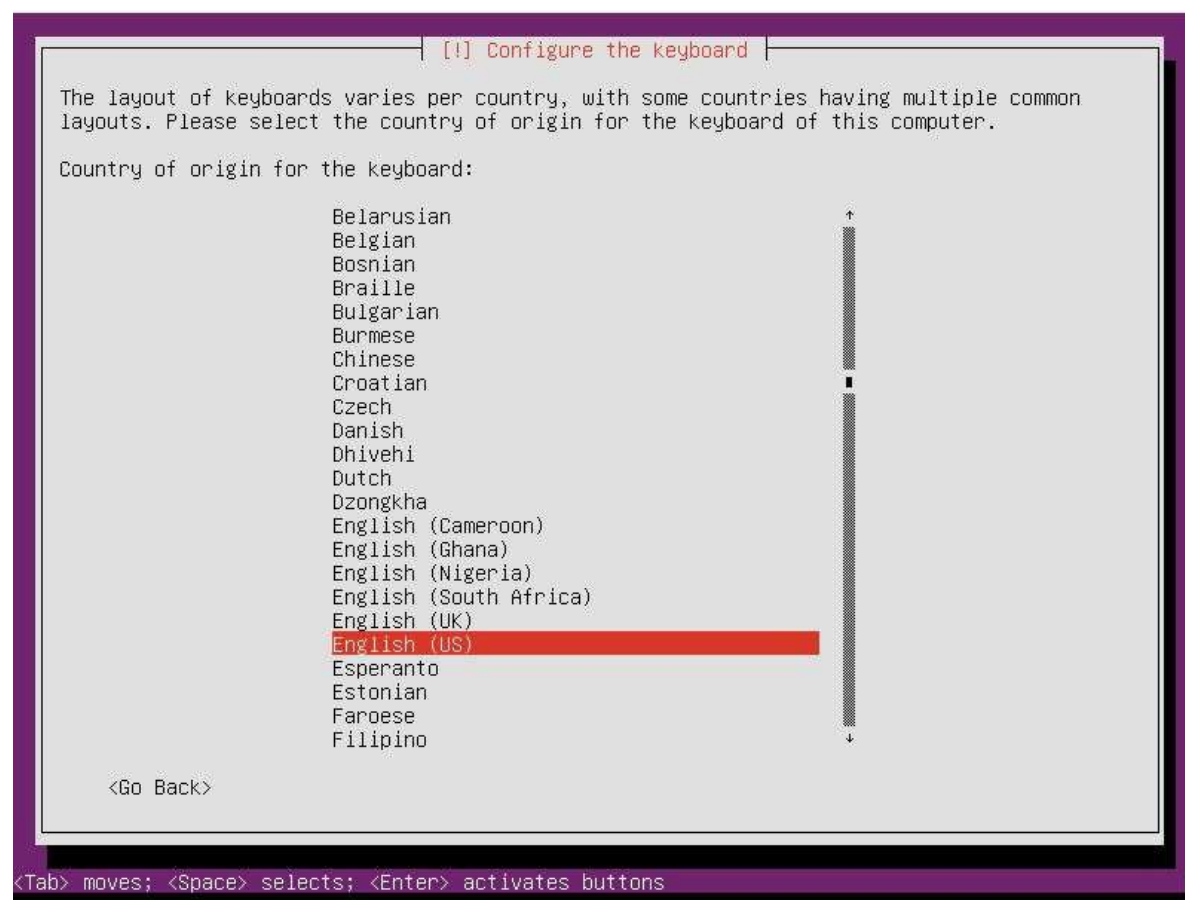 [!] Configure the keyboard
The layout of keyboards varies per country, with some countries having multiple common
layouts. Please select the country of origin for the keyboard of this computer.
Country of origin for the keyboard:
Belarusian
Belgian
Bosnian
Braille
Bulgarian
Burmese
Chinese
Croatian
Czech
Danish
Dhivehi
Dutch
Dzongkha
English (Cameroon)
English (Ghana)
English (Nigeria)
English (South Africa)
English (UK)
English (US)
Esperanto
Estonian
Faroese
Filipino
<Go Back>
<Tab> moves; <Space> selects; <Enter> activates buttons